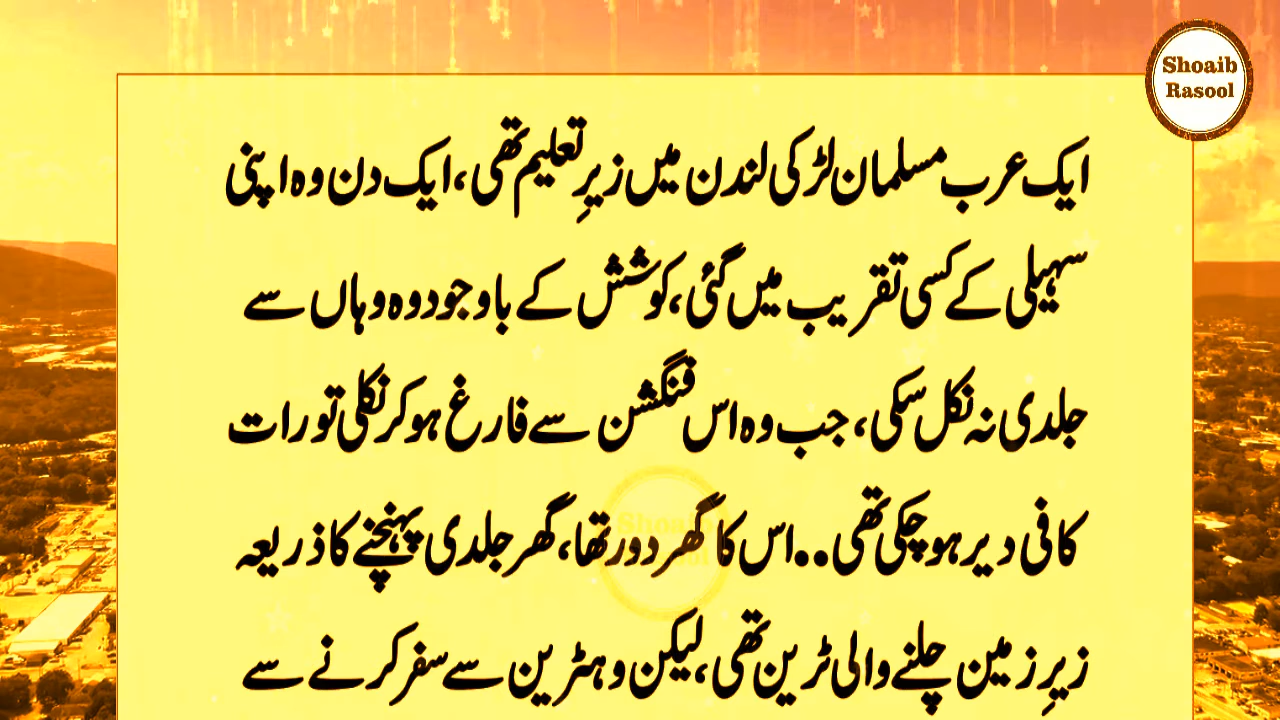 Shoaib
Rasool
ایک عرب مسلمان لڑکی لندن میں زیرِ تعلیم تھی، ایک دن وہ اپنی
سہیلی کے کسی تقریب میں گئی، کوشش کے باوجود وہ وہاں سے
جلدی نہ نکل سکی، جب وہ اس فنگشن سے فارغ ہو کر نکلی تو رات
کافی دیر ہو چکی تھی.. اس کا گھر دور تھا، گھر جلدی پہنچنے کا ذریعہ
Shoaib
Rasool
زیرِ زمین چلنے والی ٹرین تھی، لیکن وہ ٹرین سے سفر کرنے سے